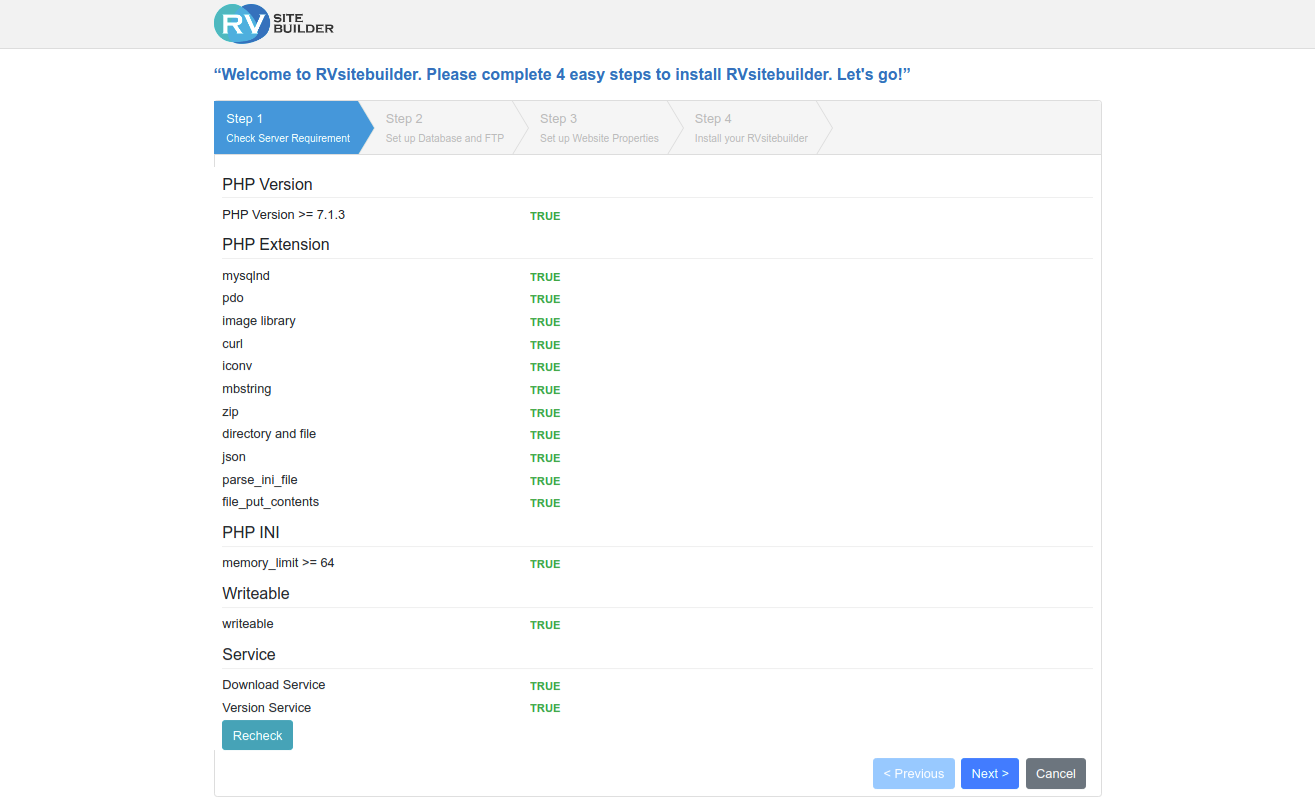 RV SITE
BUILDER
“Welcome to RVsitebuilder. Please complete 4 easy steps to install RVsitebuilder. Let's go!”
Step 1
Check Server Requirement
Step 2
Set up Database and FTP
Step 3
Set up Website Properties
Step 4
Install your RVsitebuilder
PHP Version
PHP Version >= 7.1.3 TRUE
PHP Extension
mysqlnd TRUE
pdo TRUE
image library TRUE
curl TRUE
iconv TRUE
mbstring TRUE
zip TRUE
directory and file TRUE
json TRUE
parse_ini_file TRUE
file_put_contents TRUE
PHP INI
memory_limit >= 64 TRUE
Writeable
writeable TRUE
Service
Download Service TRUE
Version Service TRUE
Recheck
< Previous Next > Cancel